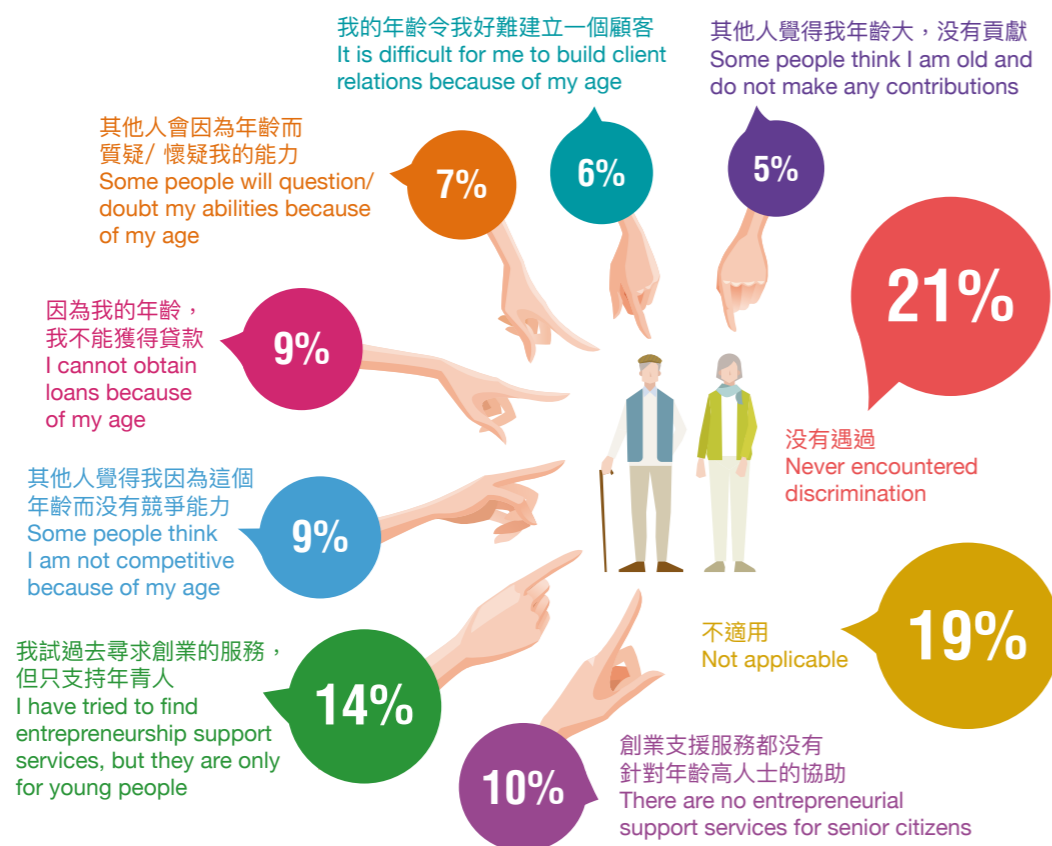 我的年齡令我好難建立一個顧客
It is difficult for me to build client
relations because of my age
6%
其他人覺得我年齡大，没有貢獻
Some people think I am old and
do not make any contributions
5%
其他人會因為年齡而
質疑/ 懷疑我的能力
Some people will question/
doubt my abilities because
of my age
7%
21%
没有遇過
Never encountered
discrimination
因為我的年齡，
我不能獲得貸款
I cannot obtain
loans because
of my age
9%
其他人覺得我因為這個
年齡而没有競爭能力
Some people think
I am not competitive
because of my age
9%
不適用
Not applicable
19%
我試過去尋求創業的服務，
但只支持年青人
I have tried to find
entrepreneurship support
services, but they are only
for young people
14%
10%
創業支援服務都没有
針對年齡高人士的協助
There are no entrepreneurial
support services for senior citizens